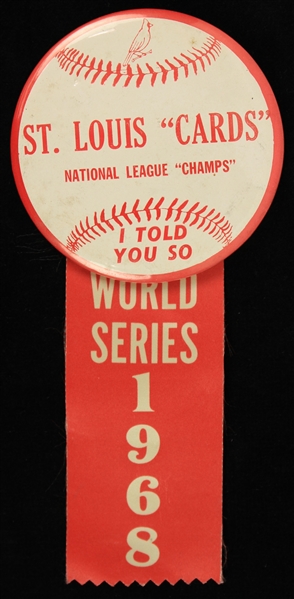 ST. LOUIS "CARDS"
NATIONAL LEAGUE "CHAMPS"
I TOLD
YOU SO
WORLD
SERIES
1
9
6
8